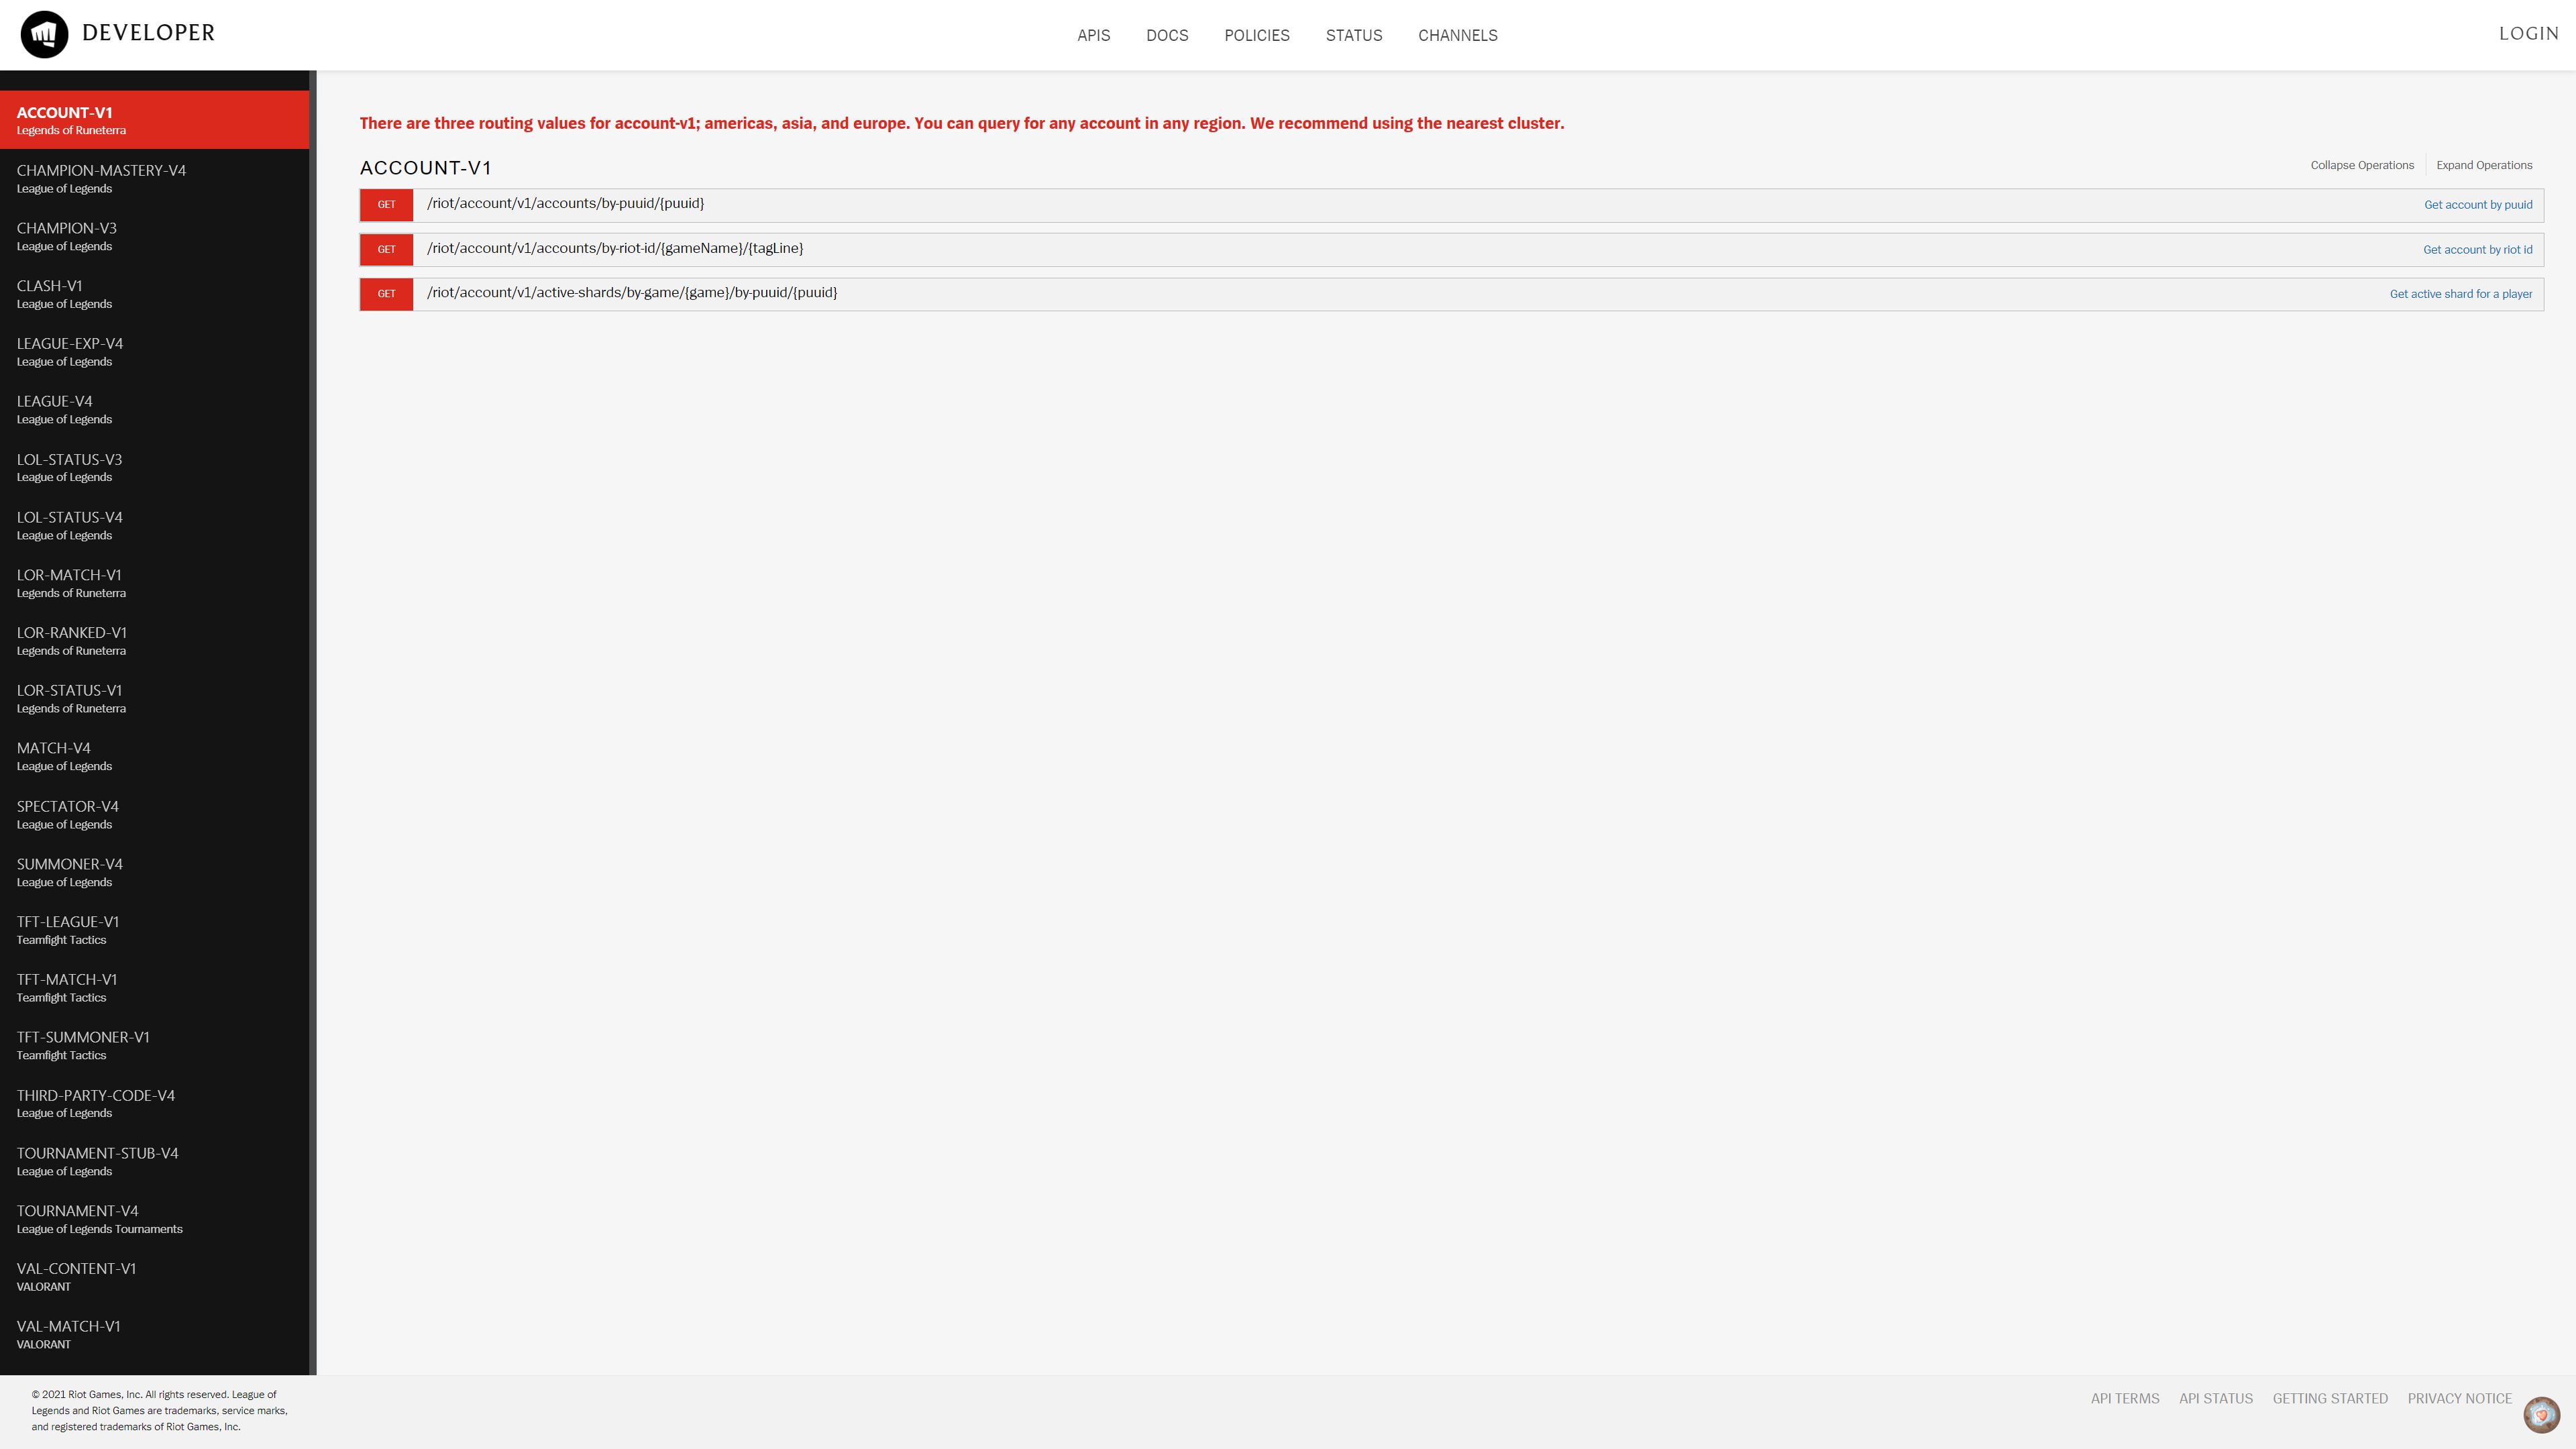 DEVELOPER
APIS DOCS POLICIES STATUS CHANNELS
LOGIN
ACCOUNT-V1
Legends of Runeterra
CHAMPION-MASTERY-V4
League of Legends
CHAMPION-V3
League of Legends
CLASH-V1
League of Legends
LEAGUE-EXP-V4
League of Legends
LEAGUE-V4
League of Legends
LOL-STATUS-V3
League of Legends
LOL-STATUS-V4
League of Legends
LOR-MATCH-V1
Legends of Runeterra
LOR-RANKED-V1
Legends of Runeterra
LOR-STATUS-V1
Legends of Runeterra
MATCH-V4
League of Legends
SPECTATOR-V4
League of Legends
SUMMONER-V4
League of Legends
TFT-LEAGUE-V1
Teamfight Tactics
TFT-MATCH-V1
Teamfight Tactics
TFT-SUMMONER-V1
Teamfight Tactics
THIRD-PARTY-CODE-V4
League of Legends
TOURNAMENT-STUB-V4
League of Legends
TOURNAMENT-V4
League of Legends Tournaments
VAL-CONTENT-V1
VALORANT
VAL-MATCH-V1
VALORANT
There are three routing values for account-v1; americas, asia, and europe. You can query for any account in any region. We recommend using the nearest cluster.
ACCOUNT-V1
Collapse Operations Expand Operations
GET /riot/account/v1/accounts/by-puuid/{puuid} Get account by puuid
GET /riot/account/v1/accounts/by-riot-id/{gameName}/{tagLine} Get account by riot id
GET /riot/account/v1/active-shards/by-game/{game}/by-puuid/{puuid} Get active shard for a player
© 2021 Riot Games, Inc. All rights reserved. League of
Legends and Riot Games are trademarks, service marks,
and registered trademarks of Riot Games, Inc.
API TERMS API STATUS GETTING STARTED PRIVACY NOTICE